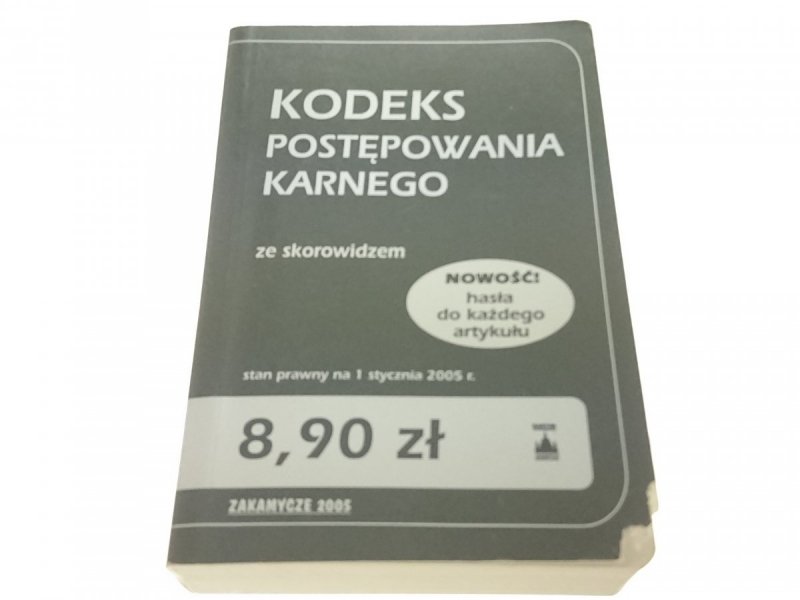 KODEKS
POSTĘPOWANIA
KARNEGO
ze skorowidzem
NOWOŚĆ!
hasła
do każdego
artykułu
stan prawny na 1 stycznia 2005 r.
8,90 zł
ZAKAMYCZE 2005